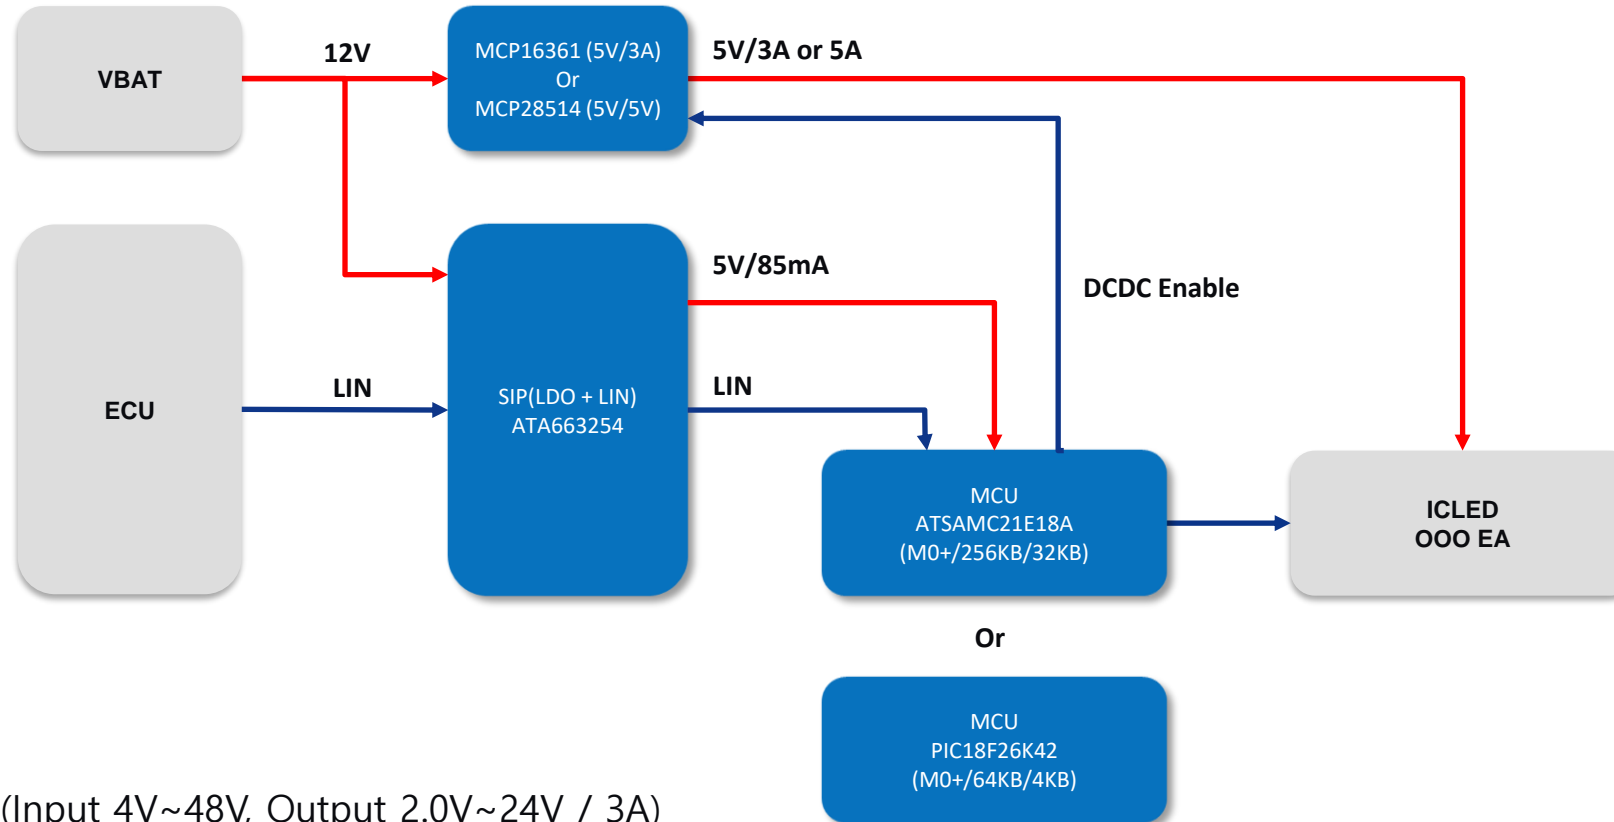 VBAT
12V
MCP16361 (5V/3A)
Or
MCP28514 (5V/5V)
5V/3A or 5A
ECU
LIN
SIP(LDO + LIN)
ATA663254
5V/85mA
LIN
DCDC Enable
MCU
ATSAMC21E18A
(M0+/256KB/32KB)
ICLED
OOO EA
Or
MCU
PIC18F26K42
(M0+/64KB/4KB)
(Input 4V~48V, Output 2.0V~24V / 3A)